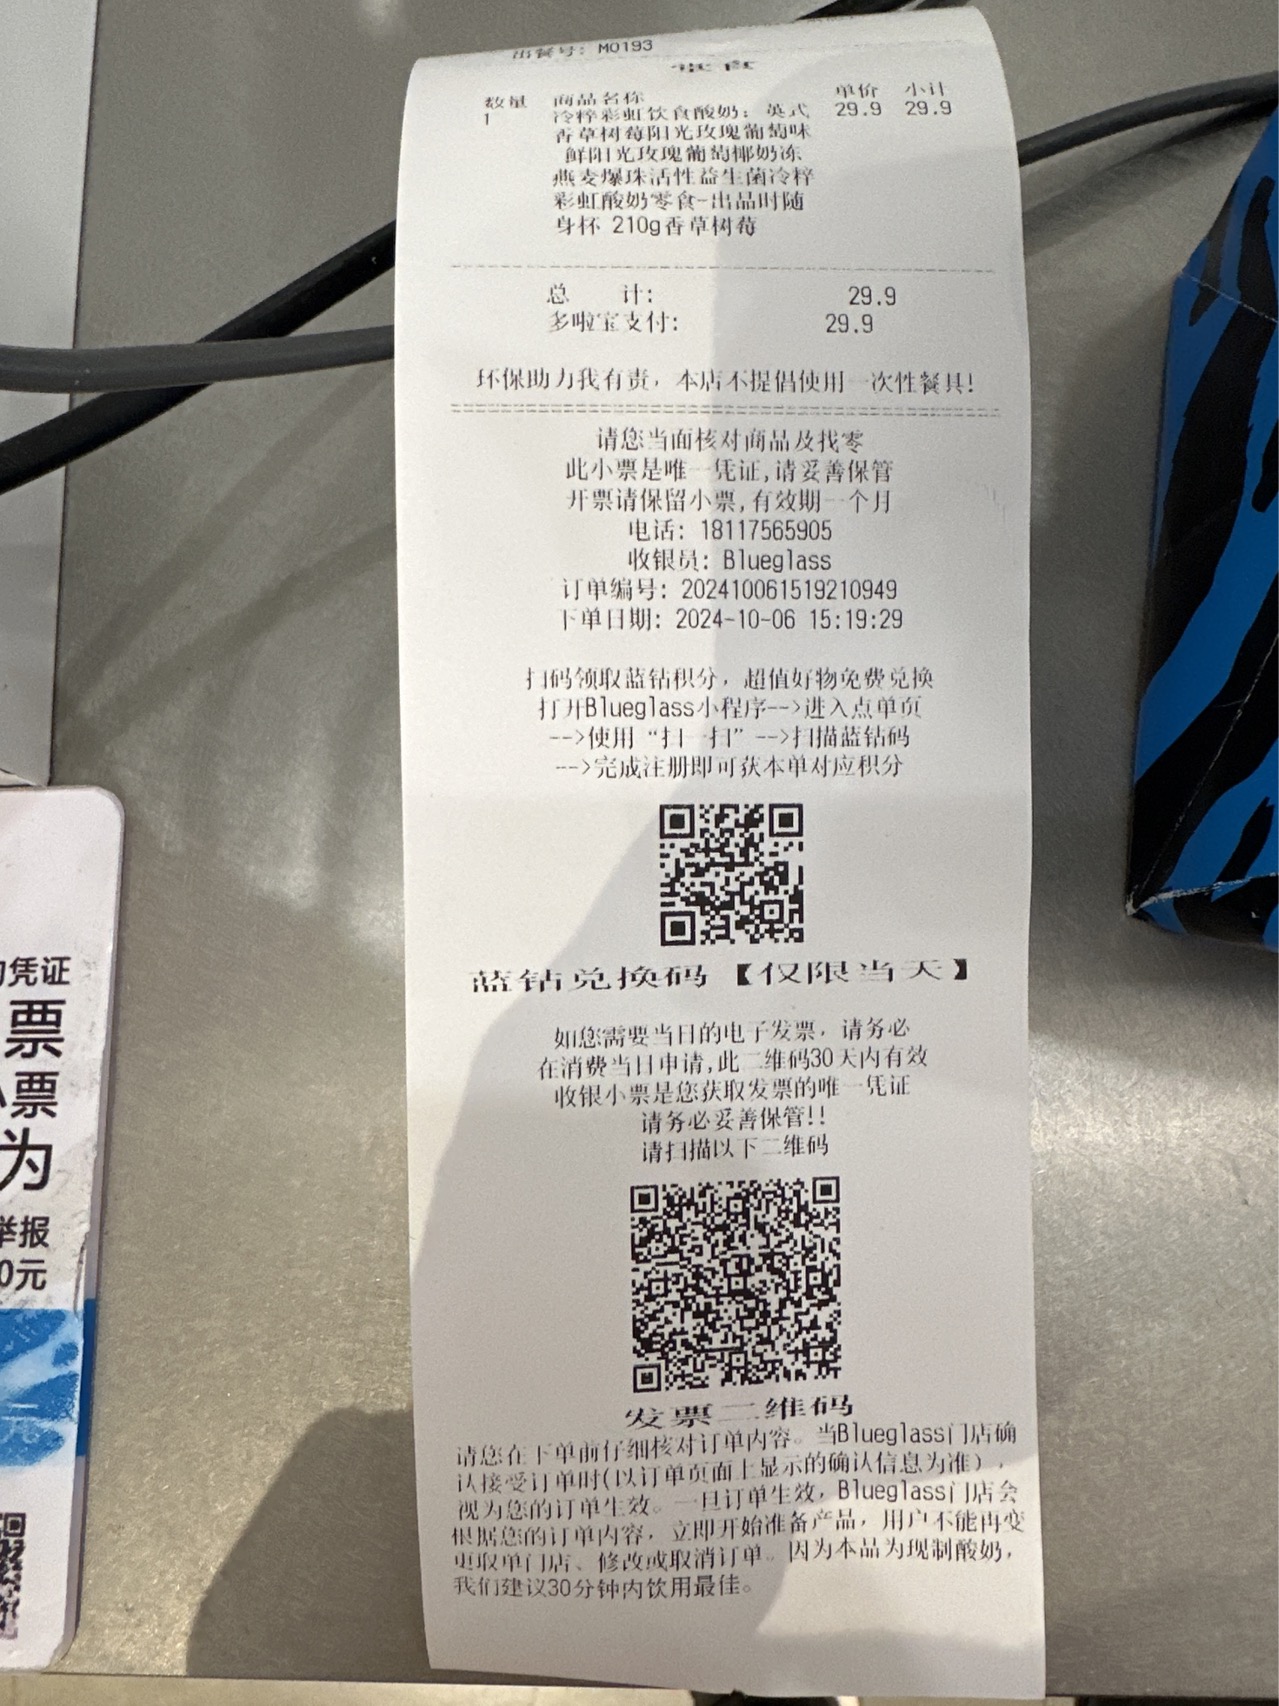 出餐号: M0193
堂食
数量 商品名称 单价 小计
1 冷粹彩虹饮食酸奶: 英式 29.9 29.9
香草树莓阳光玫瑰葡萄味
鲜阳光玫瑰葡萄椰奶冻
燕麦爆珠活性益生菌冷粹
彩虹酸奶零食-出品时随
身杯 210g香草树莓
总 计: 29.9
多啦宝支付: 29.9
环保助力我有责, 本店不提倡使用一次性餐具!
请您当面核对商品及找零
此小票是唯一凭证,请妥善保管
开票请保留小票,有效期一个月
电话: 18117565905
收银员: Blueglass
订单编号: 202410061519210949
下单日期: 2024-10-06 15:19:29
扫码领取蓝钻积分, 超值好物免费兑换
打开Blueglass小程序-->进入点单页
-->使用“扫一扫”-->扫描蓝钻码
-->完成注册即可获本单对应积分
蓝钻兑换码【仅限当天】
如您需要当日的电子发票, 请务必
在消费当日申请,此二维码30天内有效
收银小票是您获取发票的唯一凭证
请务必妥善保管!!
请扫描以下二维码
发票二维码
请您在下单前仔细核对订单内容。当Blueglass门店确
认接受订单时(以订单页面上显示的确认信息为准),
视为您的订单生效。一旦订单生效, Blueglass门店会
根据您的订单内容, 立即开始准备产品, 用户不能再变
更取单门店、修改或取消订单。因为本品为现制酸奶,
我们建议30分钟内饮用最佳。
凭证
票
票
为
举报
0元